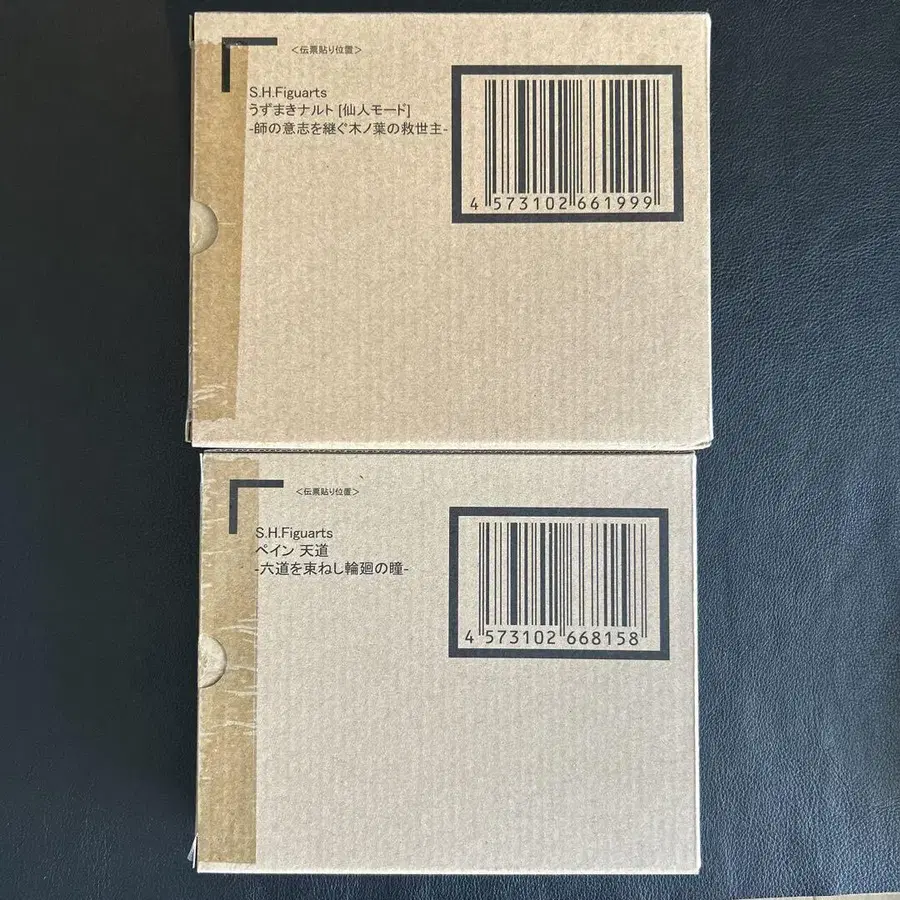 <伝票貼り位置>
S.H.Figuarts
うずまきナルト [仙人モード]
-師の意志を継ぐ木ノ葉の救世主-
4 573102 661999
<伝票貼り位置>
S.H.Figuarts
ペイン 天道
-六道を束ねし輪廻の瞳-
4 573102 668158